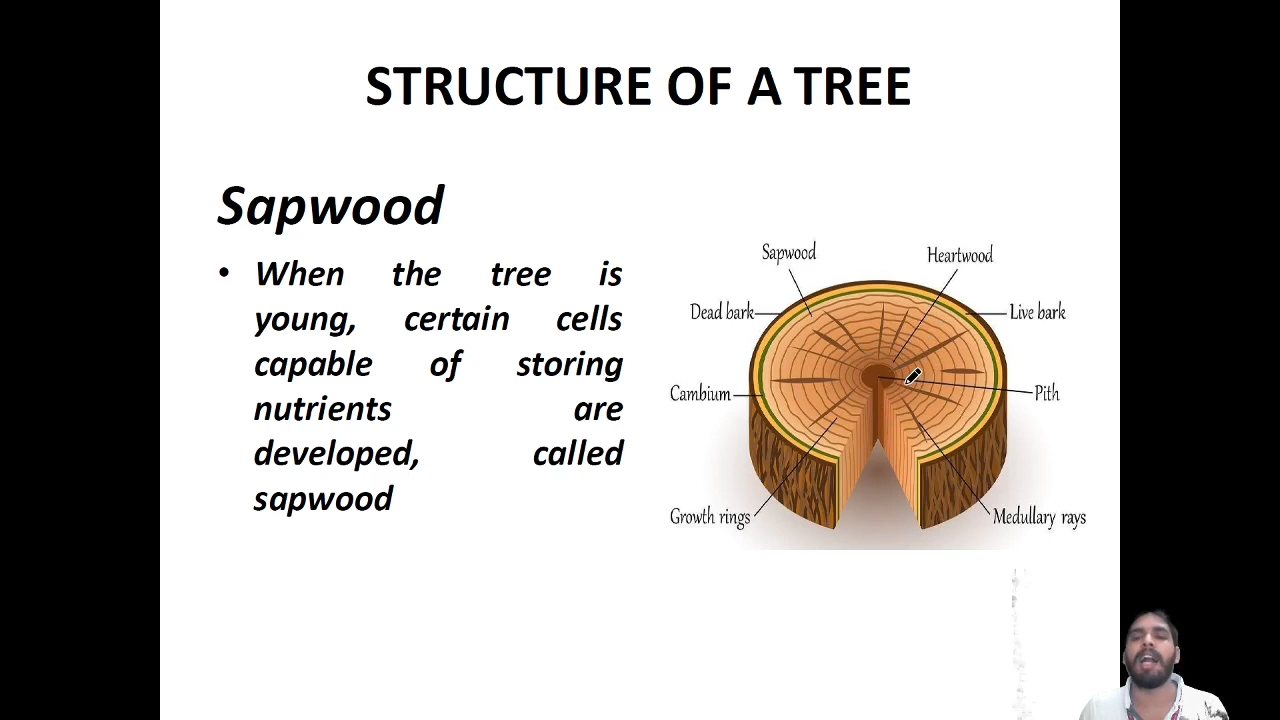 STRUCTURE OF A TREE
Sapwood
• When the tree is
young, certain cells
capable of storing
nutrients are
developed, called
sapwood
Sapwood
Heartwood
Dead bark
Live bark
Cambium
Pith
Growth rings
Medullary rays